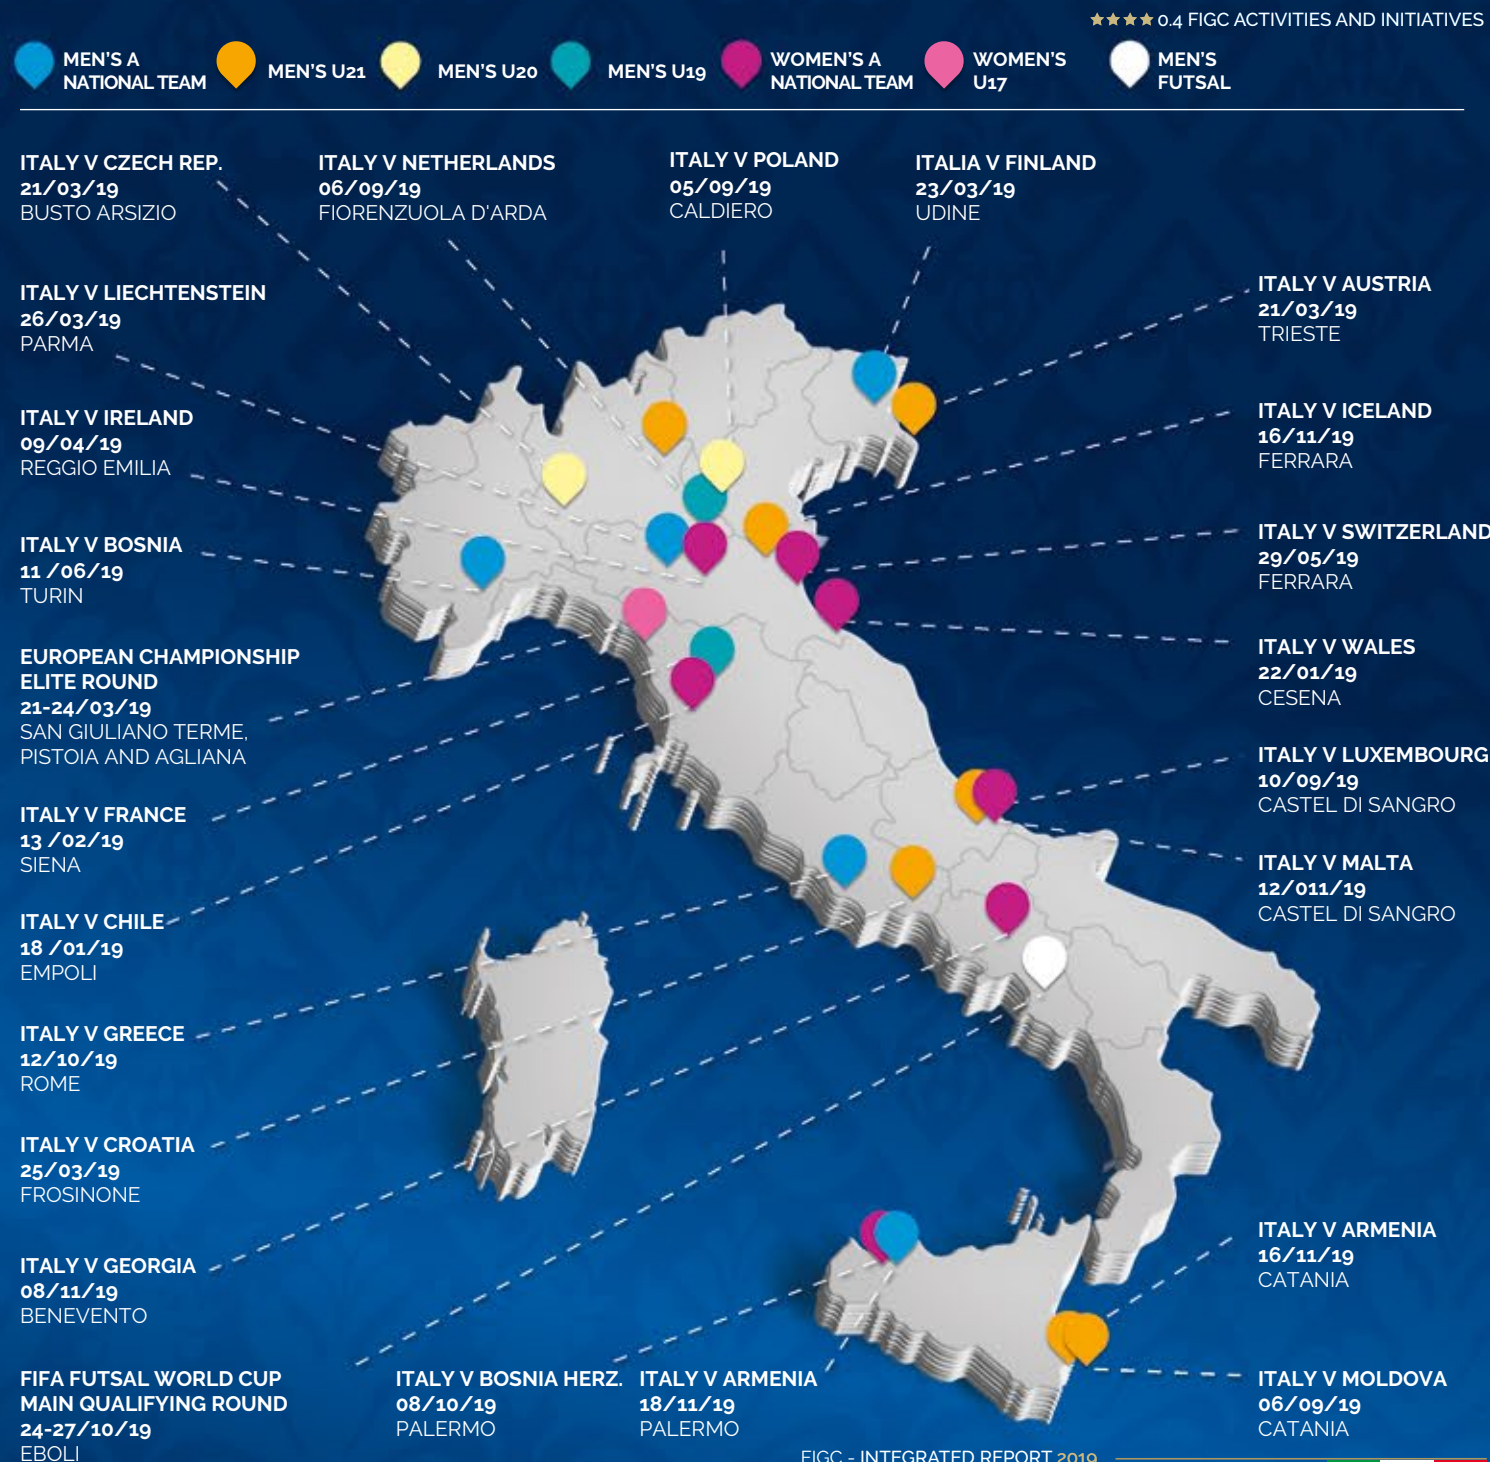 ★★★★ 0.4 FIGC ACTIVITIES AND INITIATIVES
MEN'S A
NATIONAL TEAM
MEN'S U21
MEN'S U20
MEN'S U19
WOMEN'S A
NATIONAL TEAM
WOMEN'S
U17
MEN'S
FUTSAL
ITALY V CZECH REP.
21/03/19
BUSTO ARSIZIO
ITALY V NETHERLANDS
06/09/19
FIORENZUOLA D'ARDA
ITALY V POLAND
05/09/19
CALDIERO
ITALIA V FINLAND
23/03/19
UDINE
ITALY V LIECHTENSTEIN
26/03/19
PARMA
ITALY V IRELAND
09/04/19
REGGIO EMILIA
ITALY V BOSNIA
11 /06/19
TURIN
EUROPEAN CHAMPIONSHIP
ELITE ROUND
21-24/03/19
SAN GIULIANO TERME,
PISTOIA AND AGLIANA
ITALY V FRANCE
13 /02/19
SIENA
ITALY V CHILE
18 /01/19
EMPOLI
ITALY V GREECE
12/10/19
ROME
ITALY V CROATIA
25/03/19
FROSINONE
ITALY V GEORGIA
08/11/19
BENEVENTO
FIFA FUTSAL WORLD CUP
MAIN QUALIFYING ROUND
24-27/10/19
EBOLI
ITALY V BOSNIA HERZ.
08/10/19
PALERMO
ITALY V ARMENIA
18/11/19
PALERMO
ITALY V AUSTRIA
21/03/19
TRIESTE
ITALY V ICELAND
16/11/19
FERRARA
ITALY V SWITZERLAND
29/05/19
FERRARA
ITALY V WALES
22/01/19
CESENA
ITALY V LUXEMBOURG
10/09/19
CASTEL DI SANGRO
ITALY V MALTA
12/011/19
CASTEL DI SANGRO
ITALY V ARMENIA
16/11/19
CATANIA
ITALY V MOLDOVA
06/09/19
CATANIA
FIGC - INTEGRATED REPORT 2019